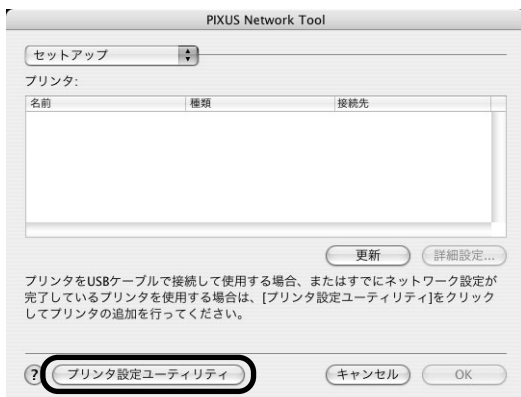 PIXUS Network Tool
セットアップ
プリンタ:
名前 種類 接続先
更新 詳細設定...
プリンタをUSBケーブルで接続して使用する場合、またはすでにネットワーク設定が
完了しているプリンタを使用する場合は、[プリンタ設定ユーティリティ]をクリック
してプリンタの追加を行ってください。
? プリンタ設定ユーティリティ キャンセル OK